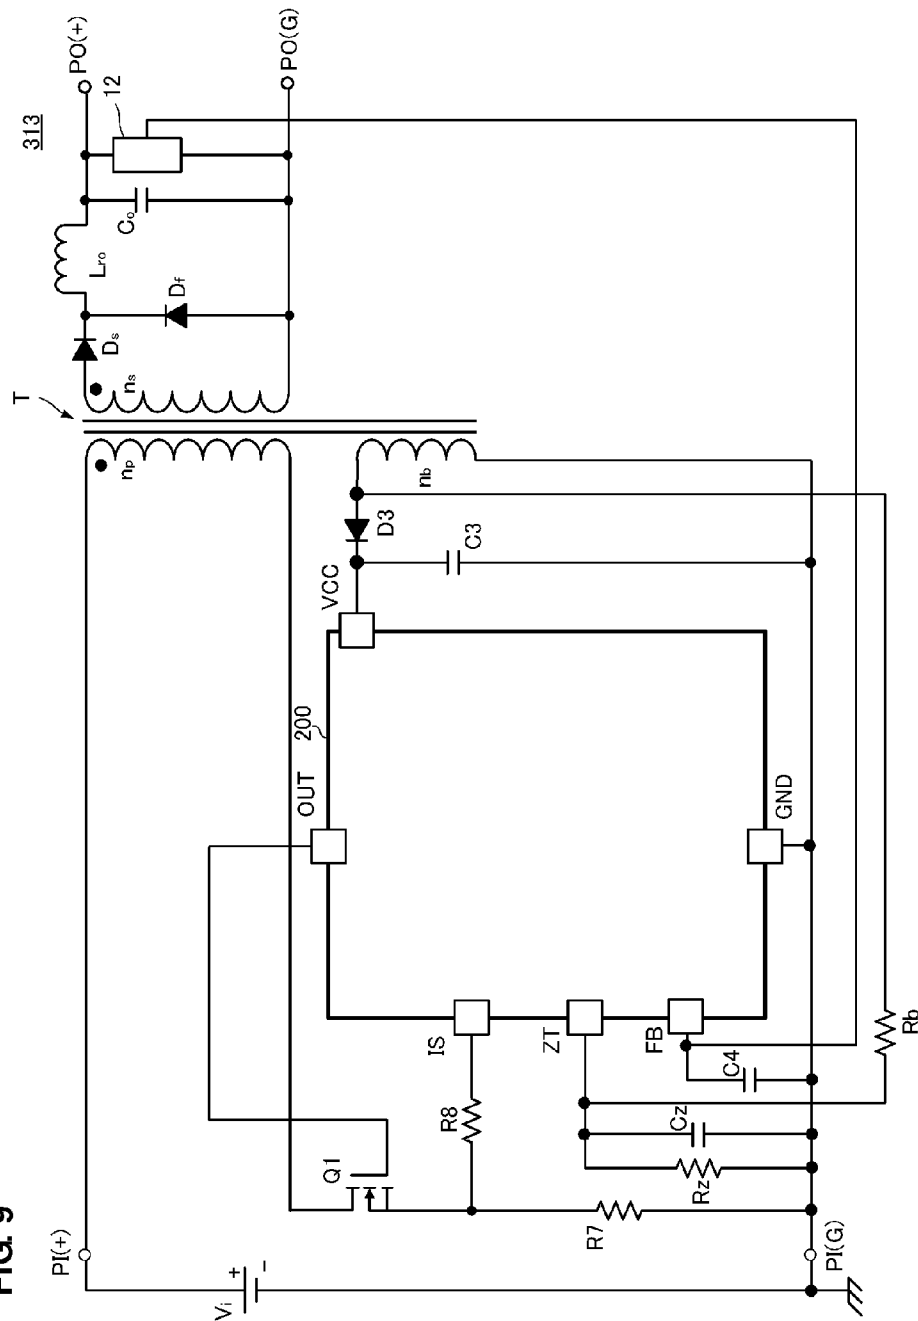 FIG. 9
313
PI(+)
Vi
+
−
PI(G)
Q1
R7
R8
IS
ZT
FB
OUT
200
VCC
GND
Rz
Cz
C4
Rb
D3
C3
T
np
ns
nb
Ds
Df
Lro
Co
12
PO(+)
PO(G)